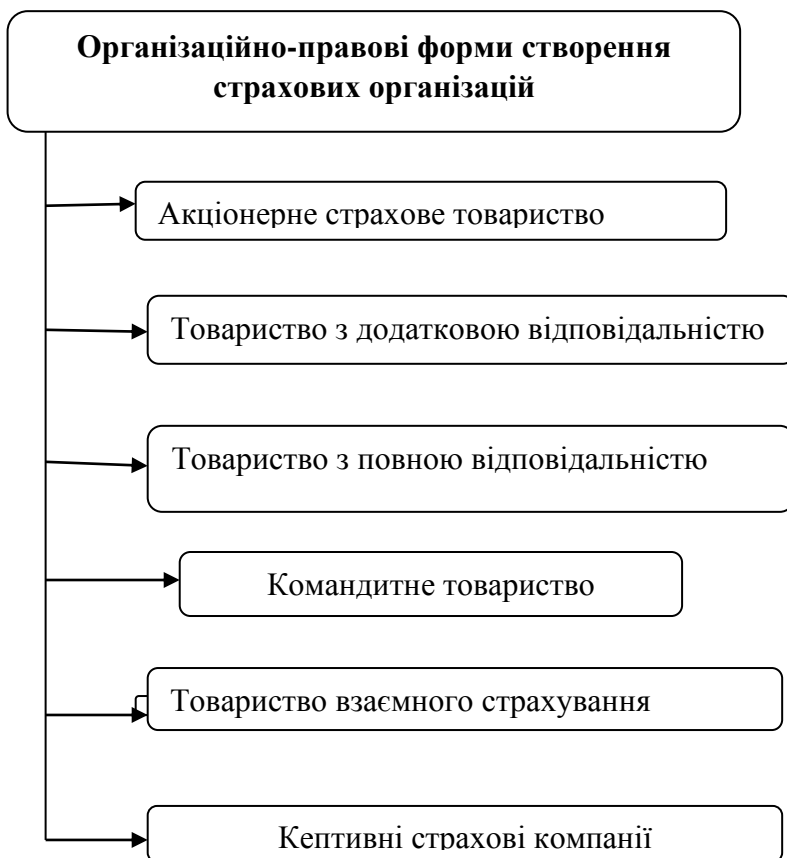 Організаційно-правові форми створення
страхових організацій
Акціонерне страхове товариство
Товариство з додатковою відповідальністю
Товариство з повною відповідальністю
Командитне товариство
Товариство взаємного страхування
Кептивні страхові компанії